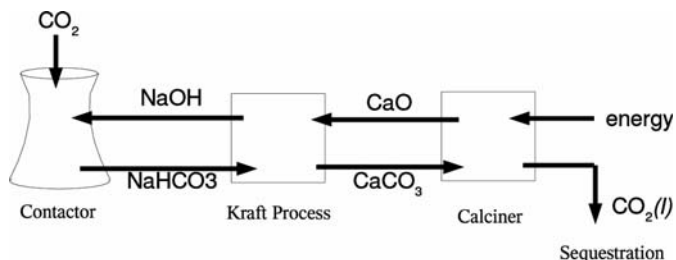 CO₂
NaOH
CaO
energy
NaHCO3
CaCO₃
CO₂(l)
Contactor
Kraft Process
Calciner
Sequestration